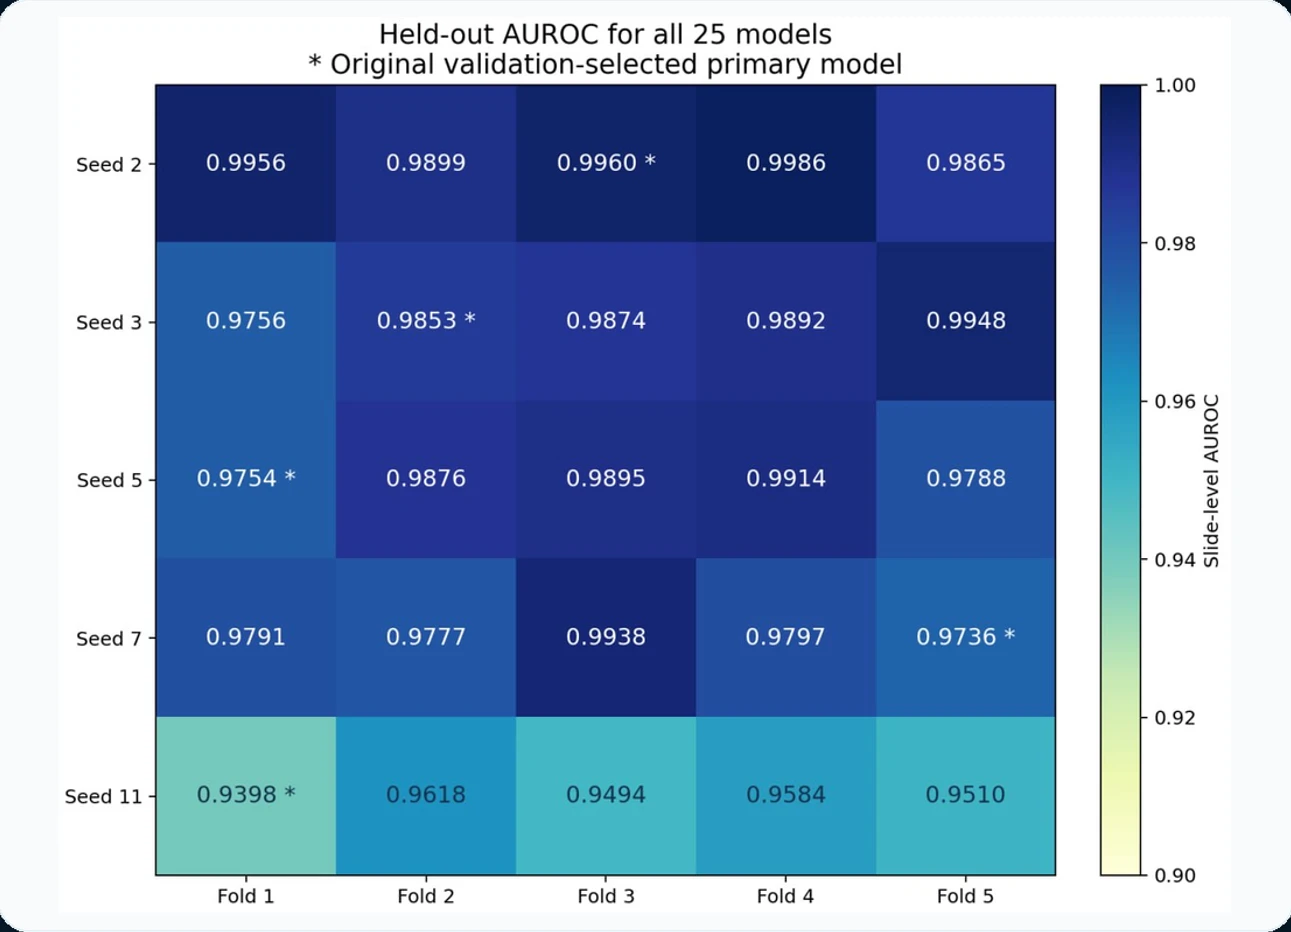 Held-out AUROC for all 25 models
* Original validation-selected primary model
Seed 2 0.9956 0.9899 0.9960 * 0.9986 0.9865
Seed 3 0.9756 0.9853 * 0.9874 0.9892 0.9948
Seed 5 0.9754 * 0.9876 0.9895 0.9914 0.9788
Seed 7 0.9791 0.9777 0.9938 0.9797 0.9736 *
Seed 11 0.9398 * 0.9618 0.9494 0.9584 0.9510
Fold 1 Fold 2 Fold 3 Fold 4 Fold 5
1.00
0.98
0.96
0.94
0.92
0.90
Slide-level AUROC